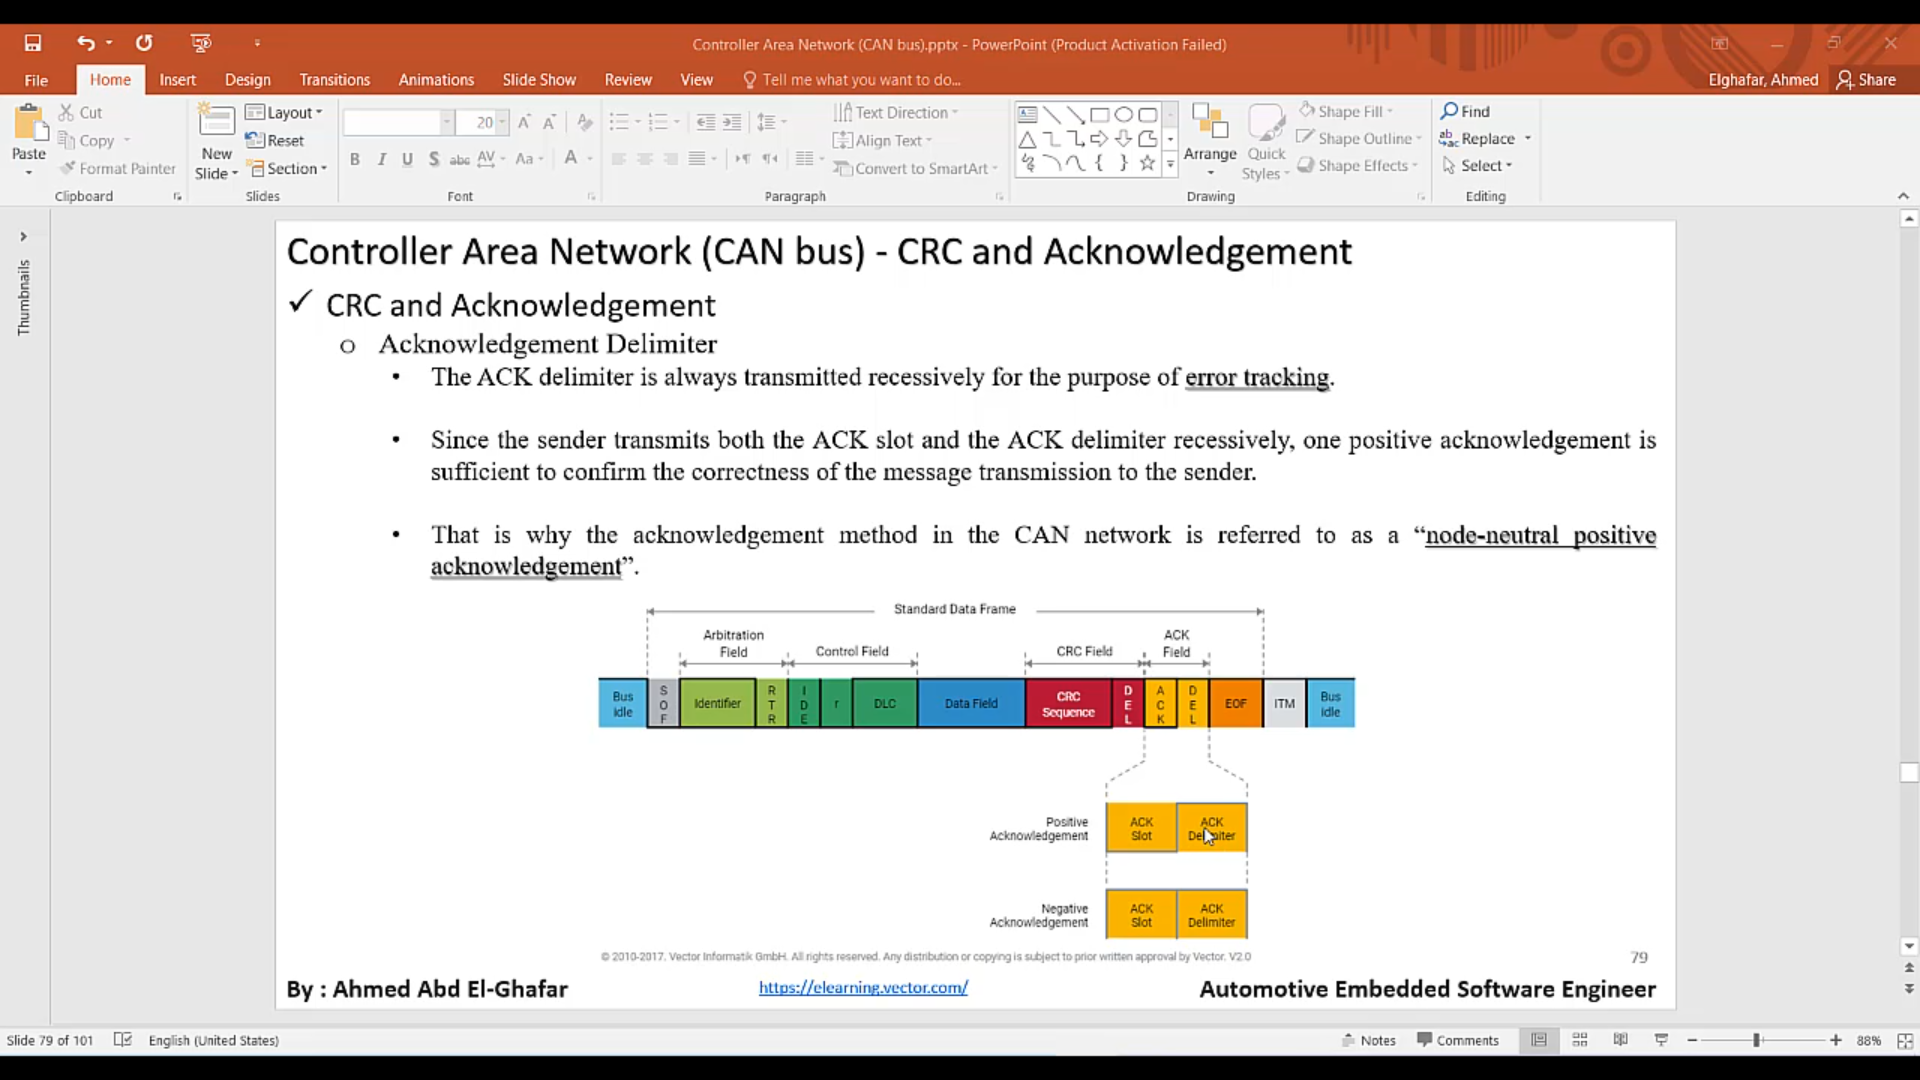 Controller Area Network (CAN bus).pptx - PowerPoint (Product Activation Failed)
File
Home
Insert
Design
Transitions
Animations
Slide Show
Review
View
Tell me what you want to do...
Elghafar, Ahmed
Share
Paste
Cut
Copy
Format Painter
Clipboard
New
Slide
Layout
Reset
Section
Slides
20
B I U S abc AV Aa A
Font
Text Direction
Align Text
Convert to SmartArt
Paragraph
Arrange
Quick
Styles
Shape Fill
Shape Outline
Shape Effects
Drawing
Find
Replace
Select
Editing
Thumbnails
Controller Area Network (CAN bus) - CRC and Acknowledgement
✓ CRC and Acknowledgement
o Acknowledgement Delimiter
• The ACK delimiter is always transmitted recessively for the purpose of error tracking.
• Since the sender transmits both the ACK slot and the ACK delimiter recessively, one positive acknowledgement is
sufficient to confirm the correctness of the message transmission to the sender.
• That is why the acknowledgement method in the CAN network is referred to as a “node-neutral positive
acknowledgement”.
Standard Data Frame
Arbitration
Field
Control Field
CRC Field
ACK
Field
Bus
idle
SOF
Identifier
RTR
IDE
r
DLC
Data Field
CRC
Sequence
DEL
ACK
DEL
EOF
ITM
Bus
idle
Positive
Acknowledgement
ACK
Slot
ACK
Delimiter
Negative
Acknowledgement
ACK
Slot
ACK
Delimiter
© 2010-2017. Vector Informatik GmbH. All rights reserved. Any distribution or copying is subject to prior written approval by Vector. V2.0
79
By : Ahmed Abd El-Ghafar
https://elearning.vector.com/
Automotive Embedded Software Engineer
Slide 79 of 101
English (United States)
Notes
Comments
88%